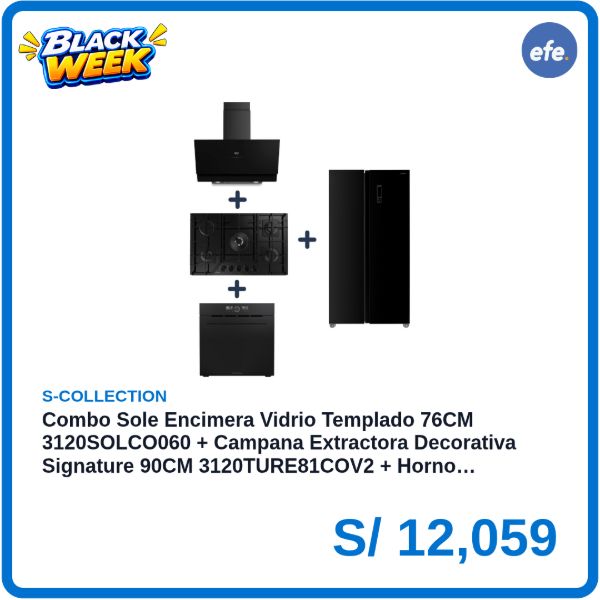 BLACK
WEEK
efe.
S-COLLECTION
Combo Sole Encimera Vidrio Templado 76CM
3120SOLCO060 + Campana Extractora Decorativa
Signature 90CM 3120TURE81COV2 + Horno…
S/ 12,059